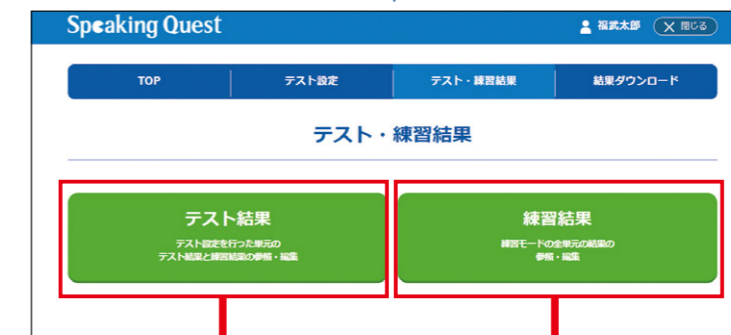 Speaking Quest
福武太郎
閉じる
TOP
テスト設定
テスト・練習結果
結果ダウンロード
テスト・練習結果
テスト結果
テスト設定を行った単元の
テスト結果と練習結果の参照・編集
練習結果
練習モードの全単元の結果の
参照・編集